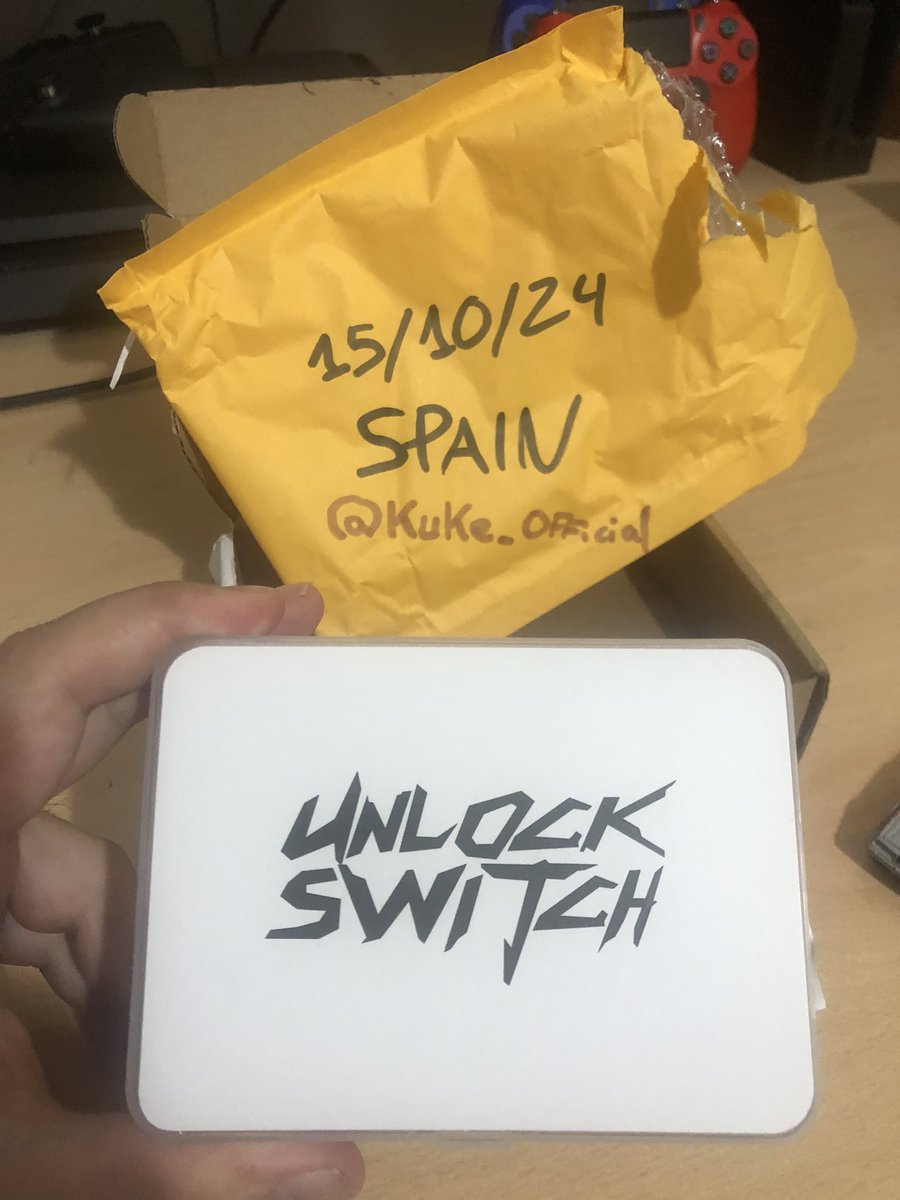 15/10/24
SPAIN
@KuKe_Official
UNLOCK
SWITCH